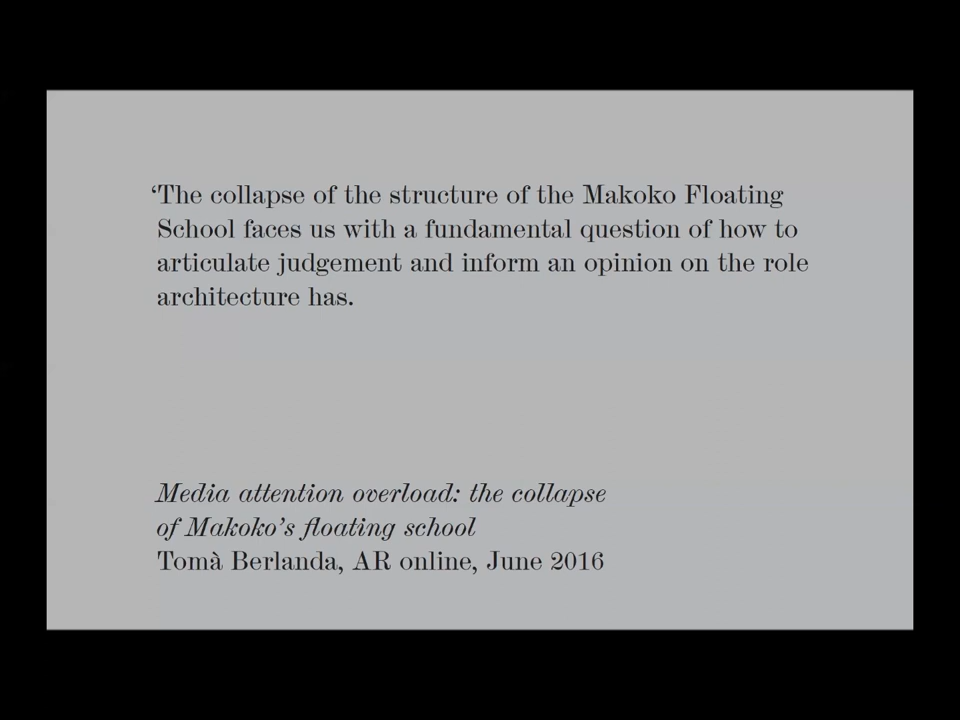 ‘The collapse of the structure of the Makoko Floating
School faces us with a fundamental question of how to
articulate judgement and inform an opinion on the role
architecture has.
Media attention overload: the collapse
of Makoko’s floating school
Tomà Berlanda, AR online, June 2016